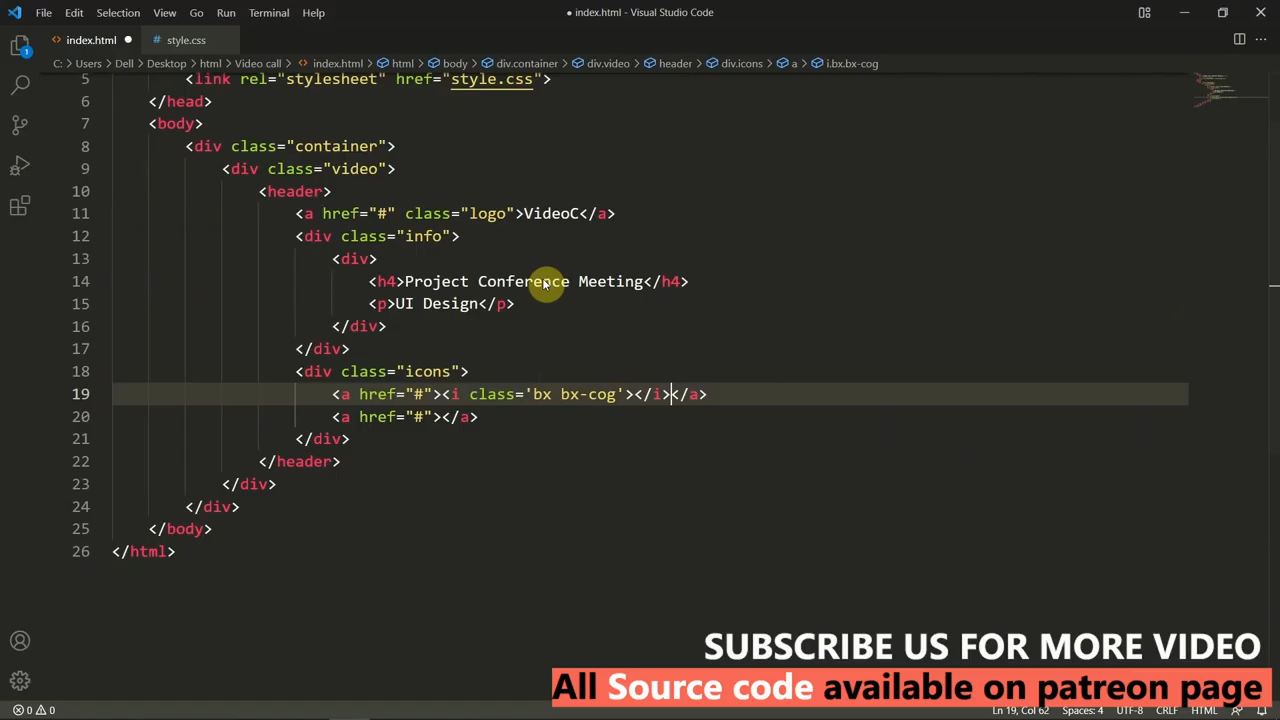 File Edit Selection View Go Run Terminal Help
● index.html - Visual Studio Code
<> index.html ● # style.css
C: > Users > Dell > Desktop > html > Video call > <> index.html > html > body > div.container > div.video > header > div.icons > a > i.bx.bx-cog
1
5 <link rel="stylesheet" href="style.css">
6 </head>
7 <body>
8 <div class="container">
9 <div class="video">
10 <header>
11 <a href="#" class="logo">VideoC</a>
12 <div class="info">
13 <div>
14 <h4>Project Conference Meeting</h4>
15 <p>UI Design</p>
16 </div>
17 </div>
18 <div class="icons">
19 <a href="#"><i class='bx bx-cog'></i></a>
20 <a href="#"></a>
21 </div>
22 </header>
23 </div>
24 </div>
25 </body>
26 </html>
SUBSCRIBE US FOR MORE VIDEO
All Source code available on patreon page
0 0 Ln 19, Col 62 Spaces: 4 UTF-8 CRLF HTML